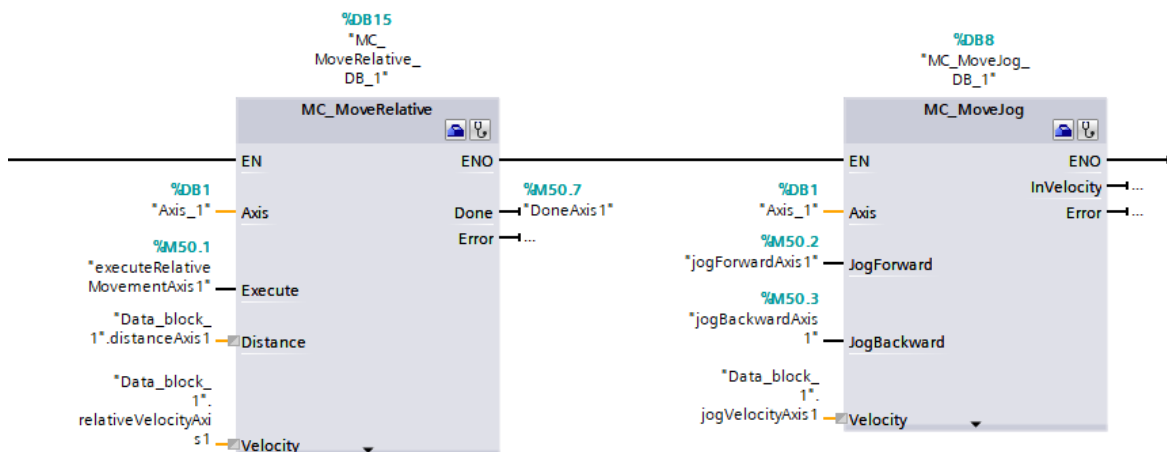 %DB15
"MC_
MoveRelative_
DB_1"
MC_MoveRelative
EN
ENO
%DB1
"Axis_1"
Axis
%M50.7
Done
"DoneAxis1"
Error
...
%M50.1
"executeRelative
MovementAxis1"
Execute
"Data_block_
1".distanceAxis1
Distance
"Data_block_
1".
relativeVelocityAxi
s1
Velocity
%DB8
"MC_MoveJog_
DB_1"
MC_MoveJog
EN
ENO
InVelocity
...
%DB1
"Axis_1"
Axis
Error
...
%M50.2
"jogForwardAxis1"
JogForward
%M50.3
"jogBackwardAxis
1"
JogBackward
"Data_block_
1".
jogVelocityAxis1
Velocity